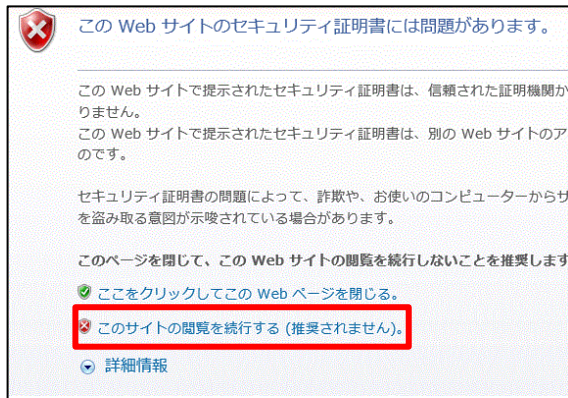 この Web サイトのセキュリティ証明書には問題があります。
この Web サイトで提示されたセキュリティ証明書は、信頼された証明機関か
りません。
この Web サイトで提示されたセキュリティ証明書は、別の Web サイトのア
のです。
セキュリティ証明書の問題によって、詐欺や、お使いのコンピューターからサ
を盗み取る意図が示唆されている場合があります。
このページを閉じて、この Web サイトの閲覧を続行しないことを推奨します
ここをクリックしてこの Web ページを閉じる。
このサイトの閲覧を続行する (推奨されません)。
詳細情報